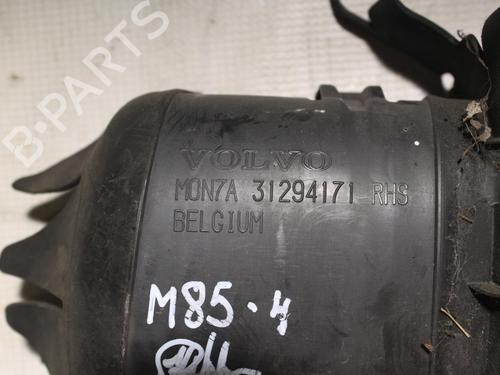 B-PARTS
VOLVO
MON7A 31294171 RHS
BELGIUM
M85-4